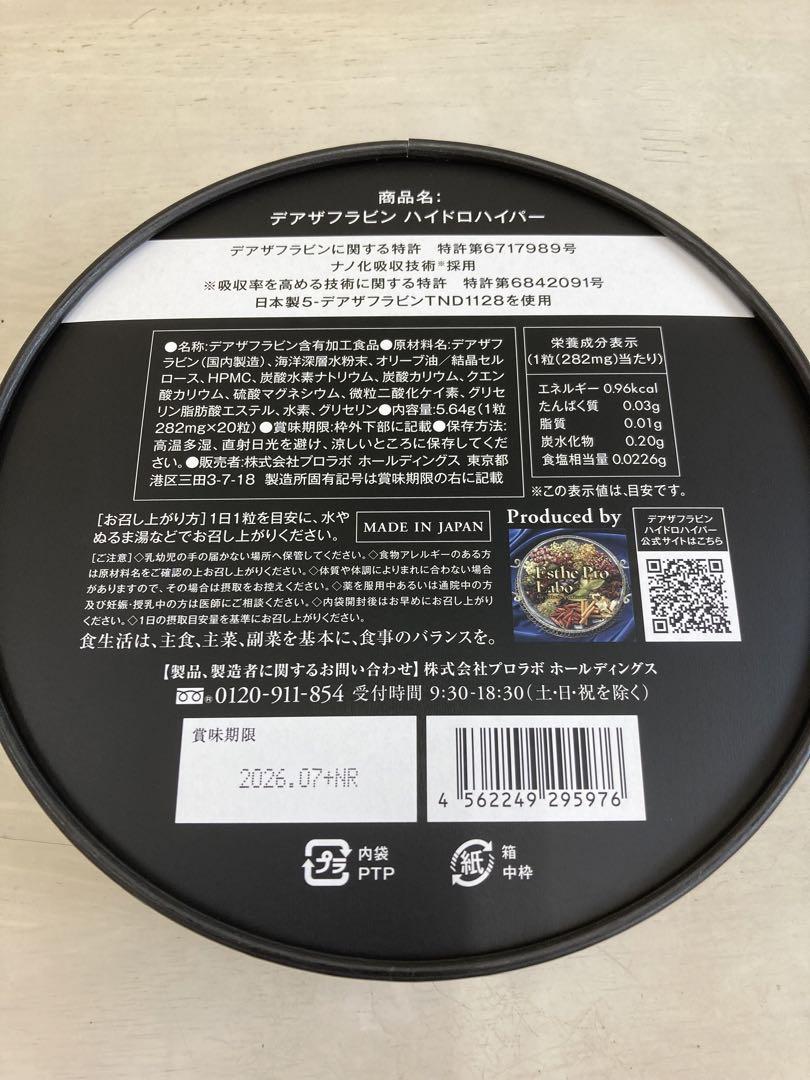 商品名:
デアザフラビン ハイドロハイパー
デアザフラビンに関する特許 特許第6717989号
ナノ化吸収技術※採用
※吸収率を高める技術に関する特許 特許第6842091号
日本製5-デアザフラビンTND1128を使用
●名称:デアザフラビン含有加工食品●原材料名:デアザフ
ラビン(国内製造)、海洋深層水粉末、オリーブ油/結晶セル
ロース、HPMC、炭酸水素ナトリウム、炭酸カリウム、クエン
酸カリウム、硫酸マグネシウム、微粒二酸化ケイ素、グリセ
リン脂肪酸エステル、水素、グリセリン●内容量:5.64g(1粒
282mg×20粒)●賞味期限:枠外下部に記載●保存方法:
高温多湿、直射日光を避け、涼しいところに保存してくだ
さい。●販売者:株式会社プロラボ ホールディングス 東京都
港区三田3-7-18 製造所固有記号は賞味期限の右に記載
栄養成分表示
(1粒(282mg)当たり)
エネルギー 0.96kcal
たんぱく質 0.03g
脂質 0.01g
炭水化物 0.20g
食塩相当量 0.0226g
※この表示値は、目安です。
[お召し上がり方]1日1粒を目安に、水や
ぬるま湯などでお召し上がりください。
MADE IN JAPAN
[ご注意]◇乳幼児の手の届かない場所へ保管してください。◇食物アレルギーのある方
は原材料名をご確認の上お召し上がりください。◇体質や体調によりまれに合わない場合
がありますので、その場合は摂取をお控えください。◇薬を服用中あるいは通院中の方
及び妊娠・授乳中の方は医師にご相談ください。◇内袋開封後はお早めにお召し上がり
ください。◇1日の摂取目安量を基準にお召し上がりください。
食生活は、主食、主菜、副菜を基本に、食事のバランスを。
Produced by
Esthe Pro
Labo
デアザフラビン
ハイドロハイパー
公式サイトはこちら
【製品、製造者に関するお問い合わせ】株式会社プロラボ ホールディングス
0120-911-854 受付時間 9:30-18:30(土・日・祝を除く)
賞味期限
2026.07+NR
4 562249 295976
プラ 内袋
PTP
紙 箱
中枠